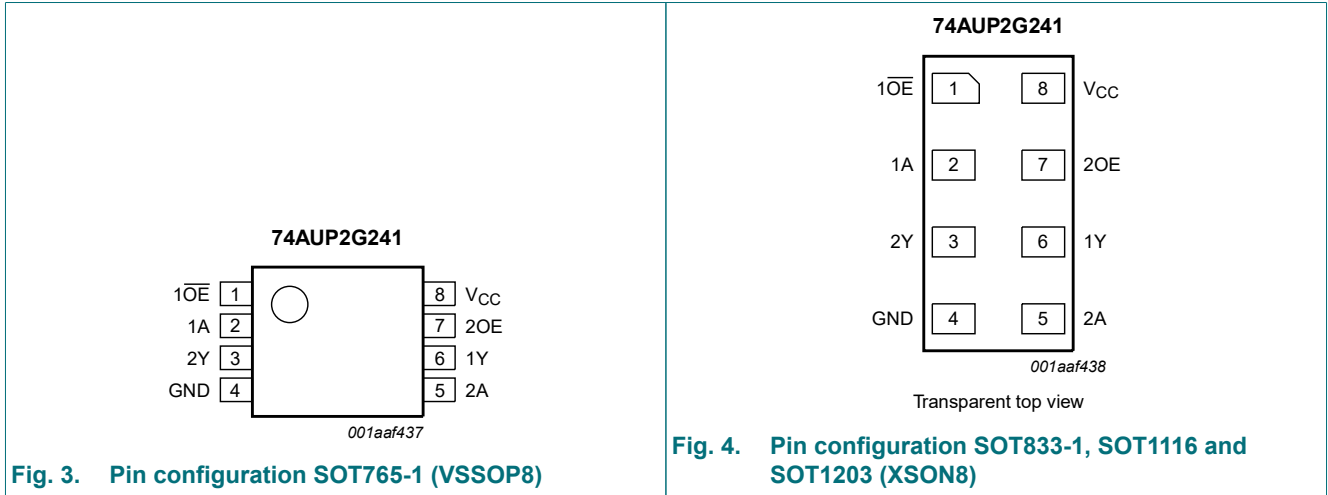 74AUP2G241
1OE 1 8 VCC
1A 2 7 2OE
2Y 3 6 1Y
GND 4 5 2A
001aaf437
Fig. 3. Pin configuration SOT765-1 (VSSOP8)
74AUP2G241
1OE 1 8 VCC
1A 2 7 2OE
2Y 3 6 1Y
GND 4 5 2A
001aaf438
Transparent top view
Fig. 4. Pin configuration SOT833-1, SOT1116 and
SOT1203 (XSON8)